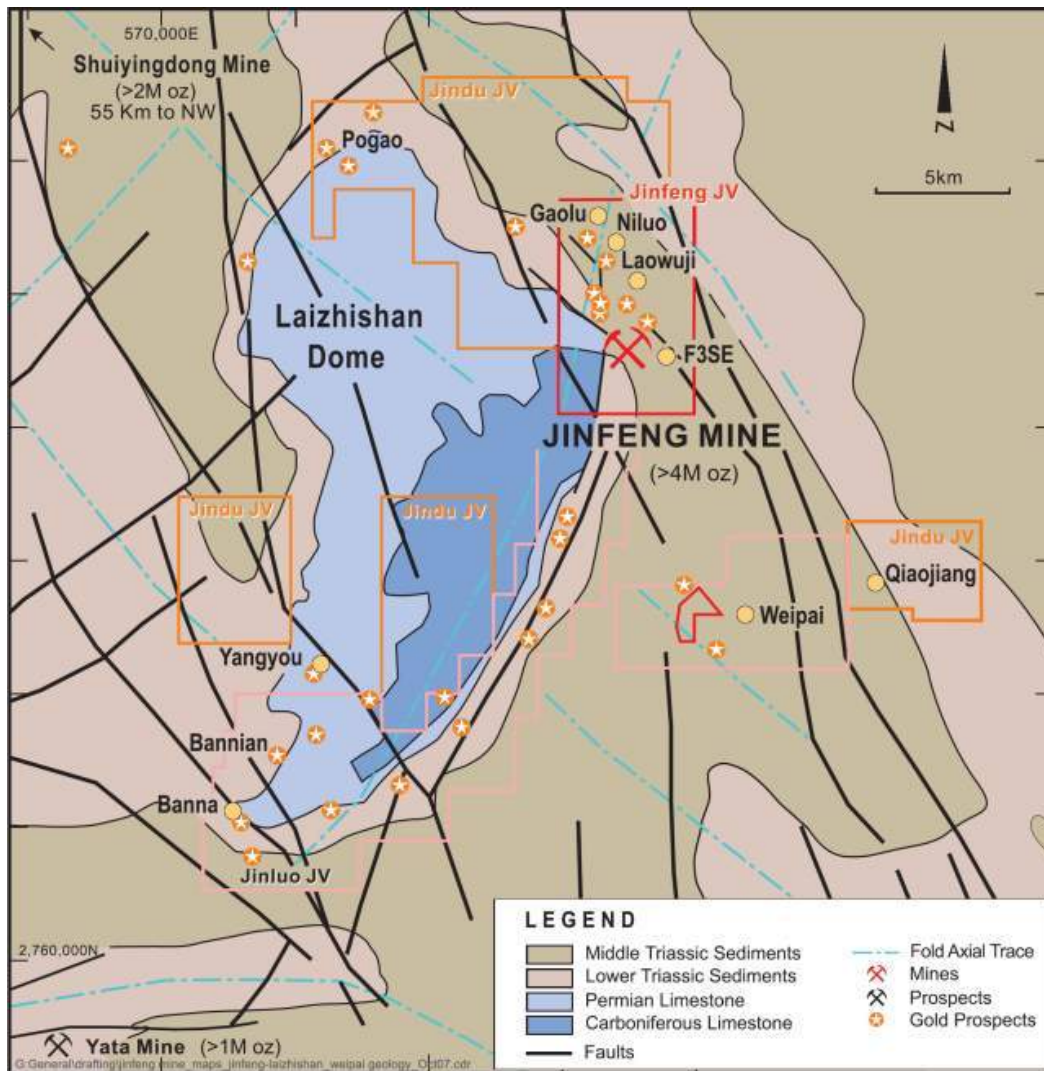 570,000E
Shuiyingdong Mine
(>2M oz)
55 Km to NW
Jindu JV
Pogao
N
5km
Jinfeng JV
Gaolu
Niluo
Laowuji
Laizhishan
Dome
F3SE
JINFENG MINE
(>4M oz)
Jindu JV
Jindu JV
Jindu JV
Qiaojiang
Weipai
Yangyou
Bannian
Banna
Jinluo JV
2,760,000N
LEGEND
Middle Triassic Sediments
Lower Triassic Sediments
Permian Limestone
Carboniferous Limestone
Faults
Fold Axial Trace
Mines
Prospects
Gold Prospects
Yata Mine (>1M oz)